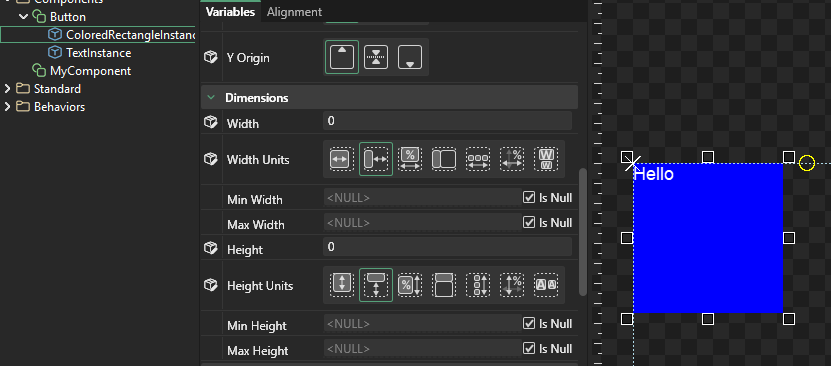 Components
Button
ColoredRectangleInstanc
TextInstance
MyComponent
Standard
Behaviors
Variables Alignment
Y Origin
Dimensions
Width 0
Width Units
Min Width <NULL> Is Null
Max Width <NULL> Is Null
Height 0
Height Units
Min Height <NULL> Is Null
Max Height <NULL> Is Null
Hello